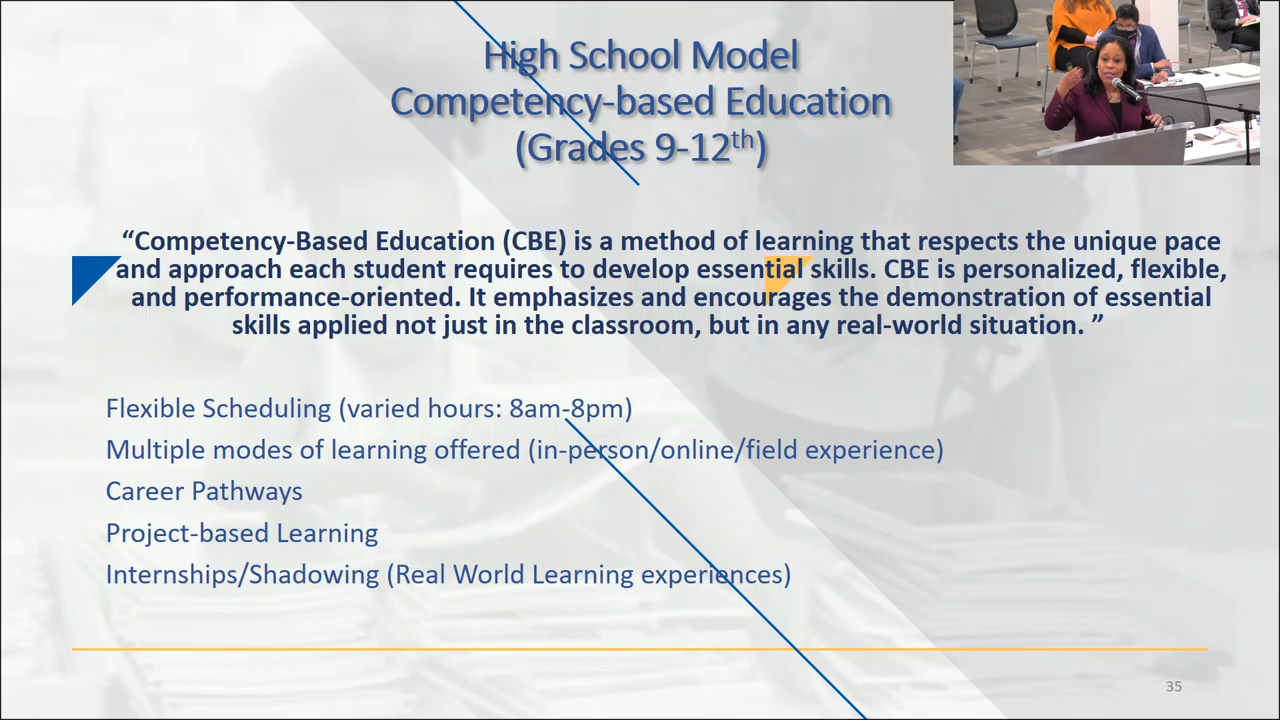 High School Model
Competency-based Education
(Grades 9-12th)
“Competency-Based Education (CBE) is a method of learning that respects the unique pace
and approach each student requires to develop essential skills. CBE is personalized, flexible,
and performance-oriented. It emphasizes and encourages the demonstration of essential
skills applied not just in the classroom, but in any real-world situation. ”
Flexible Scheduling (varied hours: 8am-8pm)
Multiple modes of learning offered (in-person/online/field experience)
Career Pathways
Project-based Learning
Internships/Shadowing (Real World Learning experiences)
35